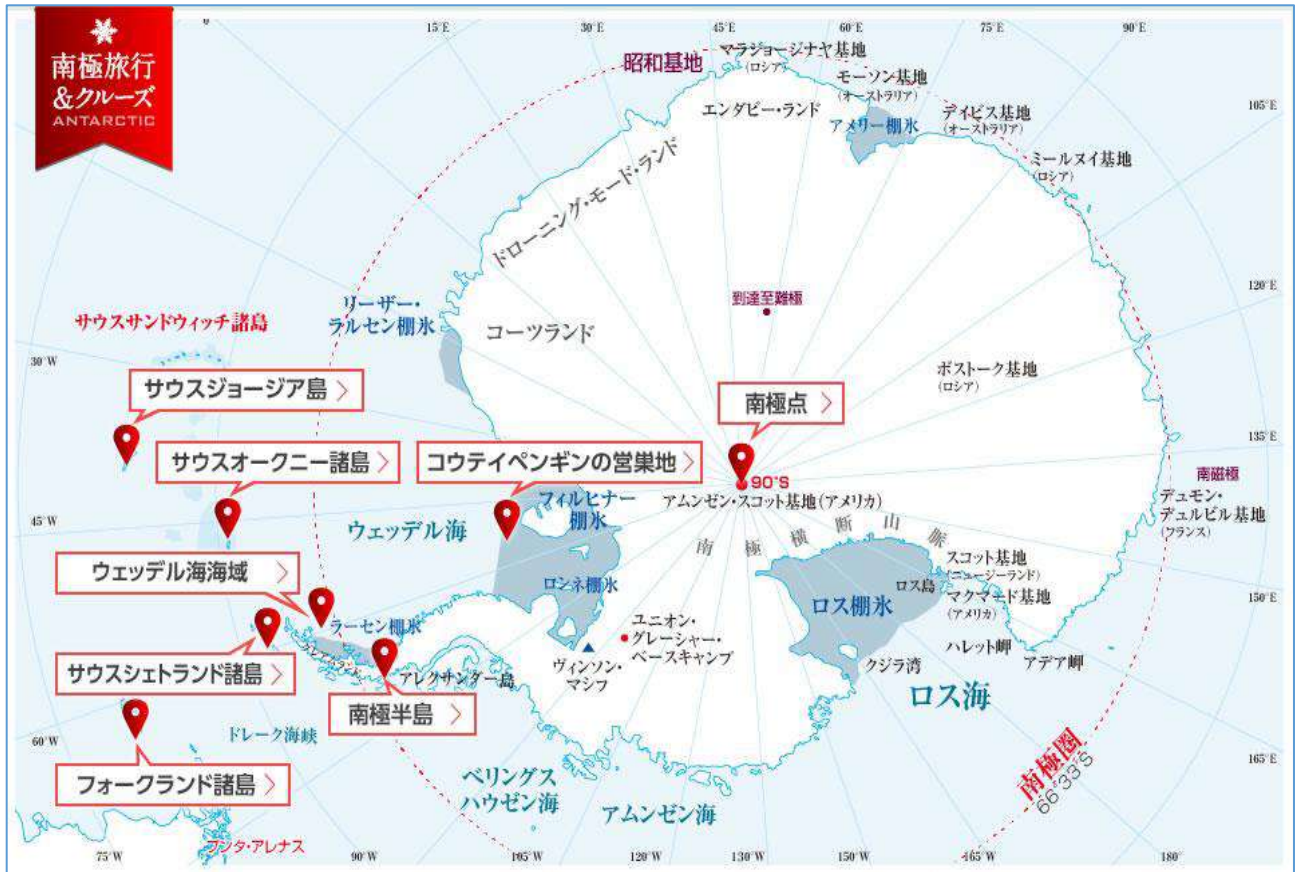 南極旅行
&クルーズ
ANTARCTIC
0
15°E
30°E
45°E
60°E
75°E
90°E
105°E
120°E
135°E
150°E
165°E
180°
165°W
150°W
130°W
120°W
105°W
90°W
75°W
60°W
45°W
30°W
昭和基地
マラジョージナヤ基地
(ロシア)
モーソン基地
(オーストラリア)
エンダビー・ランド
アメリー棚氷
デイビス基地
(オーストラリア)
ミールヌイ基地
(ロシア)
ドローニング・モード・ランド
到達至難極
リーザー・
ラルセン棚氷
コーツランド
サウスサンドウィッチ諸島
ボストーク基地
(ロシア)
サウスジョージア島 >
南極点 >
サウスオークニー諸島 >
コウテイペンギンの営巣地 >
90°S
アムンゼン・スコット基地(アメリカ)
南磁極
デュモン・
デュルビル基地
(フランス)
フィルヒナー
棚氷
ウェッデル海
南極横断山脈
スコット基地
(ニュージーランド)
ウェッデル海海域 >
ロンネ棚氷
ロス棚氷
ロス島
マクマード基地
(アメリカ)
ラーセン棚氷
ユニオン・
グレーシャー・
ベースキャンプ
ハレット岬
アデア岬
クジラ湾
サウスシェトランド諸島 >
アレクサンダー島
ヴィンソン・
マシフ
ロス海
南極半島 >
ドレーク海峡
フォークランド諸島 >
ベリングス
ハウゼン海
アムンゼン海
南極圏
66°33'S
プンタ・アレナス